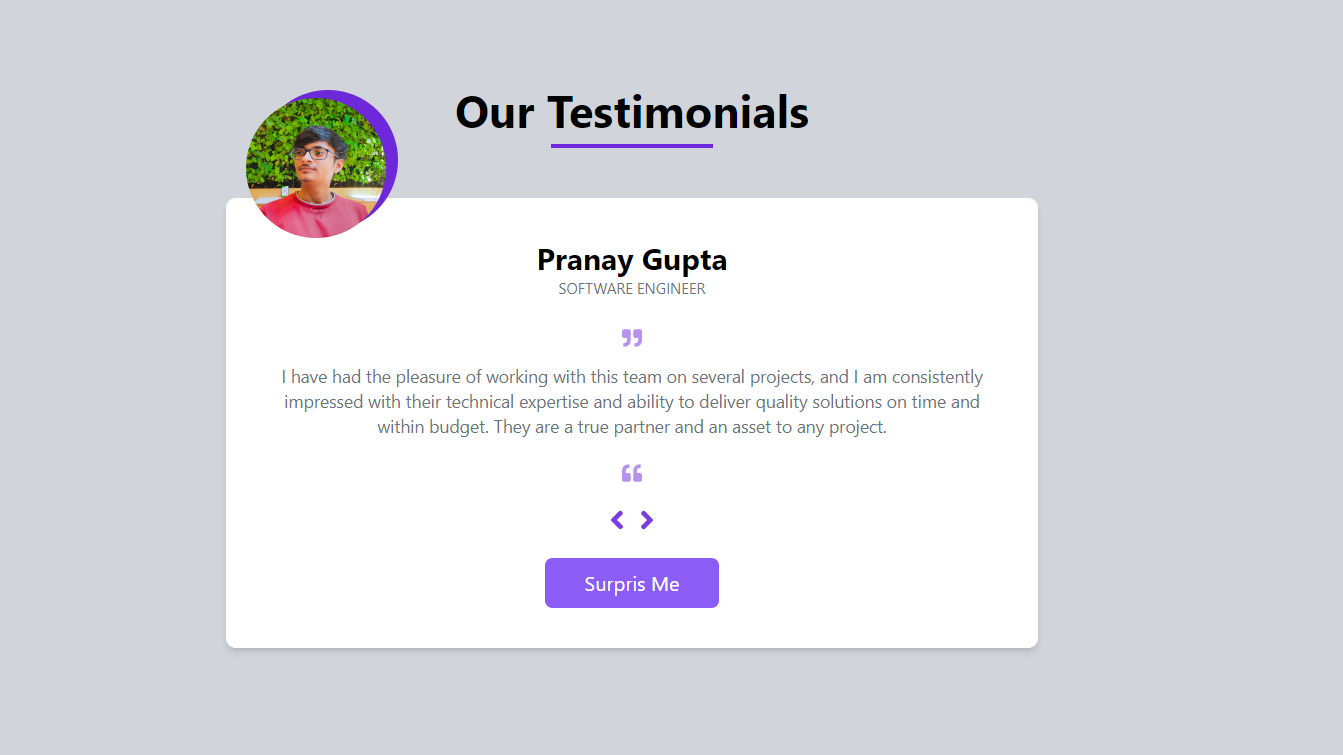 Our Testimonials
Pranay Gupta
SOFTWARE ENGINEER
”
I have had the pleasure of working with this team on several projects, and I am consistently
impressed with their technical expertise and ability to deliver quality solutions on time and
within budget. They are a true partner and an asset to any project.
“
Surpris Me